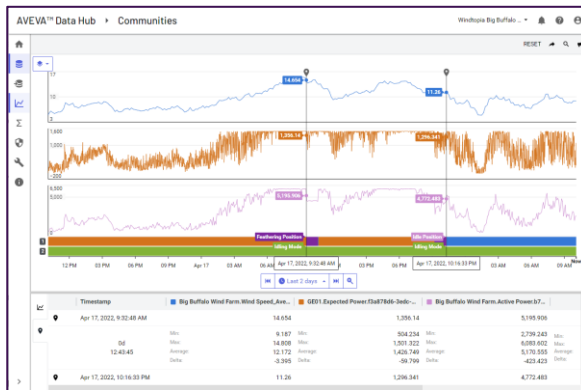 AVEVA™ Data Hub › Communities
Windtopia Big Buffalo ...
RESET
17
10
3
14.654
11.26
1,600
1,000
-200
1,356.14
1,296.341
6,500
5,000
5,195.906
4,772.483
Feathering Position
Idle Position
Idling Mode
Idling Mode
1
2
12 PM 03 PM 06 PM 09 PM Apr 17 03 AM 06 AM
Apr 17, 2022, 9:32:48 AM
03 PM 06 PM
Apr 17, 2022, 10:16:33 PM
03 AM 06 AM 09 AM
Now
Last 2 days
Timestamp
Big Buffalo Wind Farm.Wind Speed_Ave...
GE01.Expected Power.f3a878d6-3edc-...
Big Buffalo Wind Farm.Active Power.b7...
Apr 17, 2022, 9:32:48 AM 14.654 1,356.14 5,195.906
Min: 9.187 Min: 504.234 Min: 2,739.243
0d Max: 14.808 Max: 1,501.322 Max: 6,083.602
12:43:45 Average: 12.172 Average: 1,426.749 Average: 5,170.555
Delta: -3.395 Delta: -59.799 Delta: -423.423
Apr 17, 2022, 10:16:33 PM 11.26 1,296.341 4,772.483